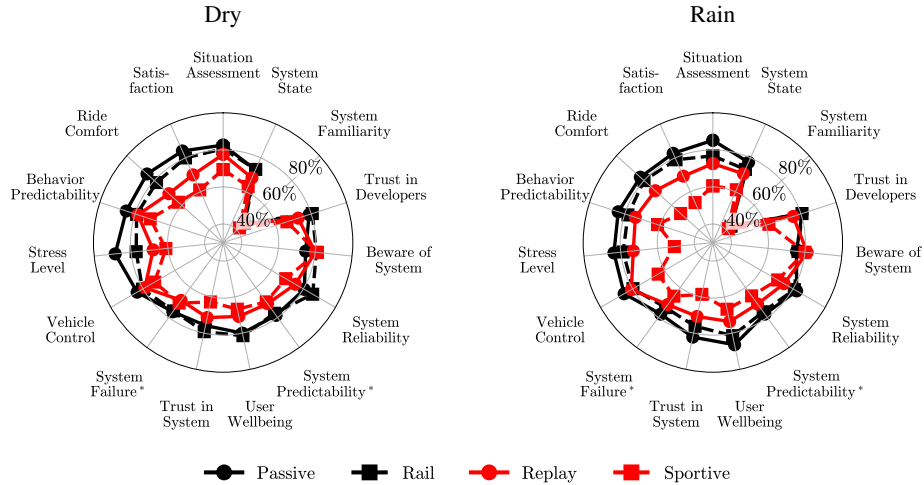 Dry
Rain
Situation
Assessment
System
State
System
Familiarity
Trust in
Developers
Beware of
System
System
Reliability
System
Predictability*
User
Wellbeing
Trust in
System
System
Failure*
Vehicle
Control
Stress
Level
Behavior
Predictability
Ride
Comfort
Satis-
faction
80%
60%
40%
Situation
Assessment
System
State
System
Familiarity
Trust in
Developers
Beware of
System
System
Reliability
System
Predictability*
User
Wellbeing
Trust in
System
System
Failure*
Vehicle
Control
Stress
Level
Behavior
Predictability
Ride
Comfort
Satis-
faction
80%
60%
40%
Passive
Rail
Replay
Sportive